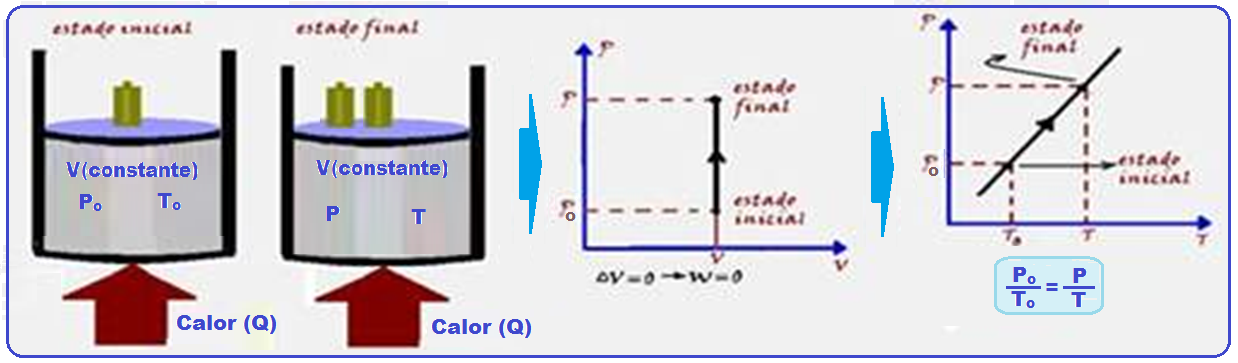 estado inicial
V(constante)
Po To
Calor (Q)
estado final
V(constante)
P T
Calor (Q)
P
P
estado
final
Po
estado
inicial
V
V
ΔV=0 → W=0
P
estado
final
P
Po
estado
inicial
To T T
Po/To = P/T